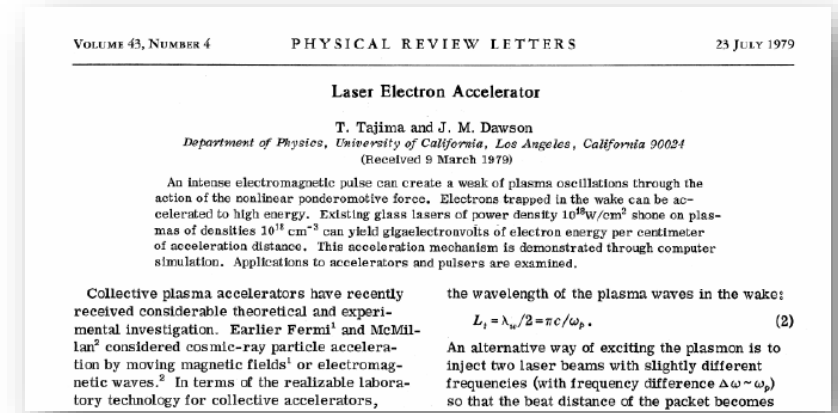 VOLUME 43, NUMBER 4 PHYSICAL REVIEW LETTERS 23 JULY 1979
Laser Electron Accelerator
T. Tajima and J. M. Dawson
Department of Physics, University of California, Los Angeles, California 90024
(Received 9 March 1979)
An intense electromagnetic pulse can create a weak of plasma oscillations through the
action of the nonlinear ponderomotive force. Electrons trapped in the wake can be ac-
celerated to high energy. Existing glass lasers of power density 10¹⁸W/cm² shone on plas-
mas of densities 10¹⁸ cm⁻³ can yield gigaelectronvolts of electron energy per centimeter
of acceleration distance. This acceleration mechanism is demonstrated through computer
simulation. Applications to accelerators and pulsers are examined.
Collective plasma accelerators have recently
received considerable theoretical and experi-
mental investigation. Earlier Fermi¹ and McMil-
lan² considered cosmic-ray particle accelera-
tion by moving magnetic fields¹ or electromag-
netic waves.² In terms of the realizable labora-
tory technology for collective accelerators,
the wavelength of the plasma waves in the wake:
L_t = λ_w/2 = πc/ω_p. (2)
An alternative way of exciting the plasmon is to
inject two laser beams with slightly different
frequencies (with frequency difference Δω ~ ω_p)
so that the beat distance of the packet becomes